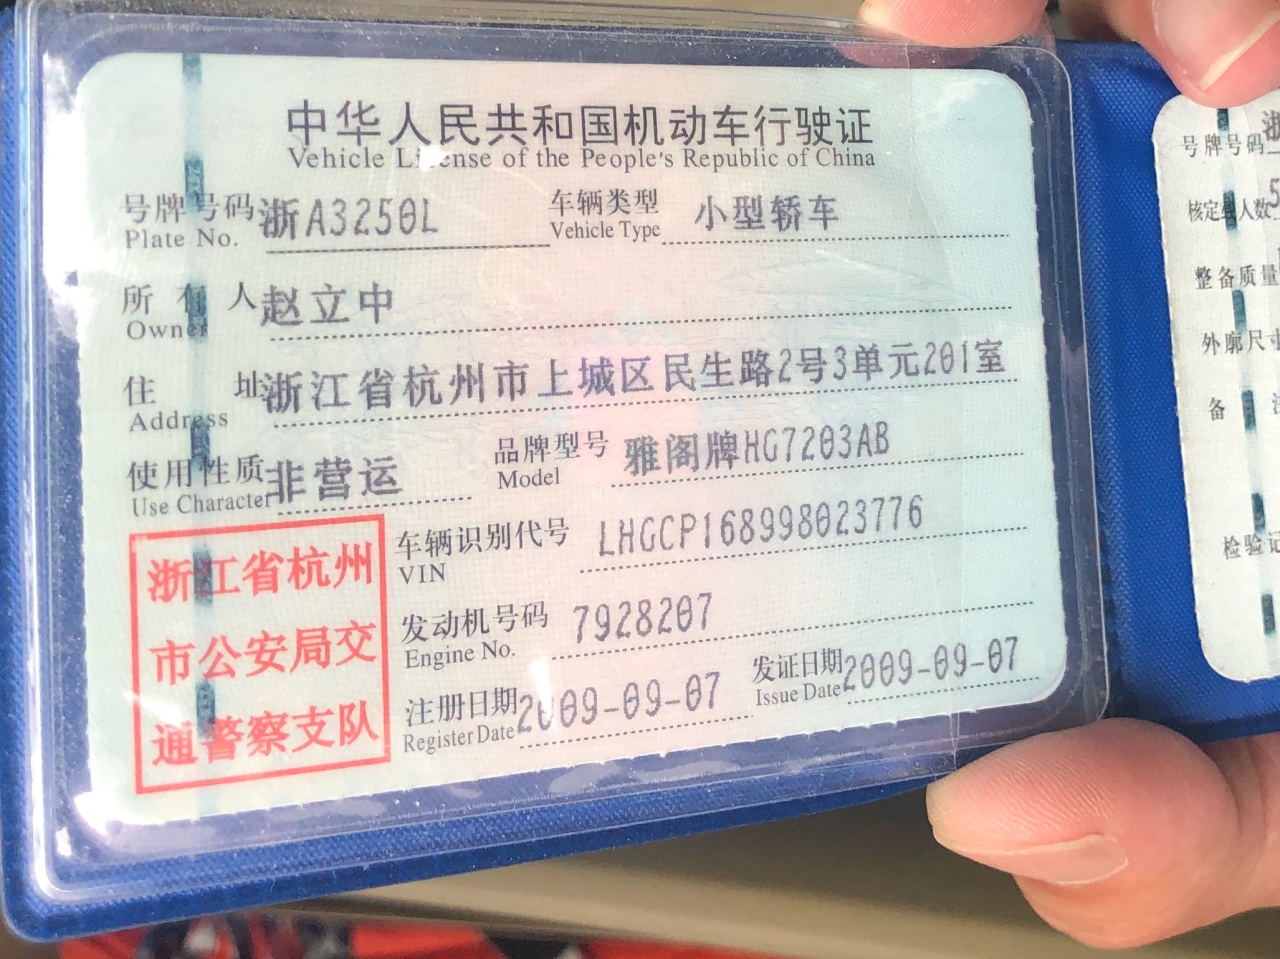 中华人民共和国机动车行驶证
Vehicle License of the People's Republic of China
号牌号码 浙A3250L 车辆类型 小型轿车
Plate No. Vehicle Type
所有人 赵立中
Owner
住址 浙江省杭州市上城区民生路2号3单元201室
Address
使用性质 非营运 品牌型号 雅阁牌HG7203AB
Use Character Model
浙江省杭州
市公安局交
通警察支队
车辆识别代号 LHGCP168998023776
VIN
发动机号码 7928207
Engine No.
注册日期 2009-09-07 发证日期 2009-09-07
Register Date Issue Date
号牌号码 浙
核定 人数 5
整备质量
外廓尺寸
备
检验记